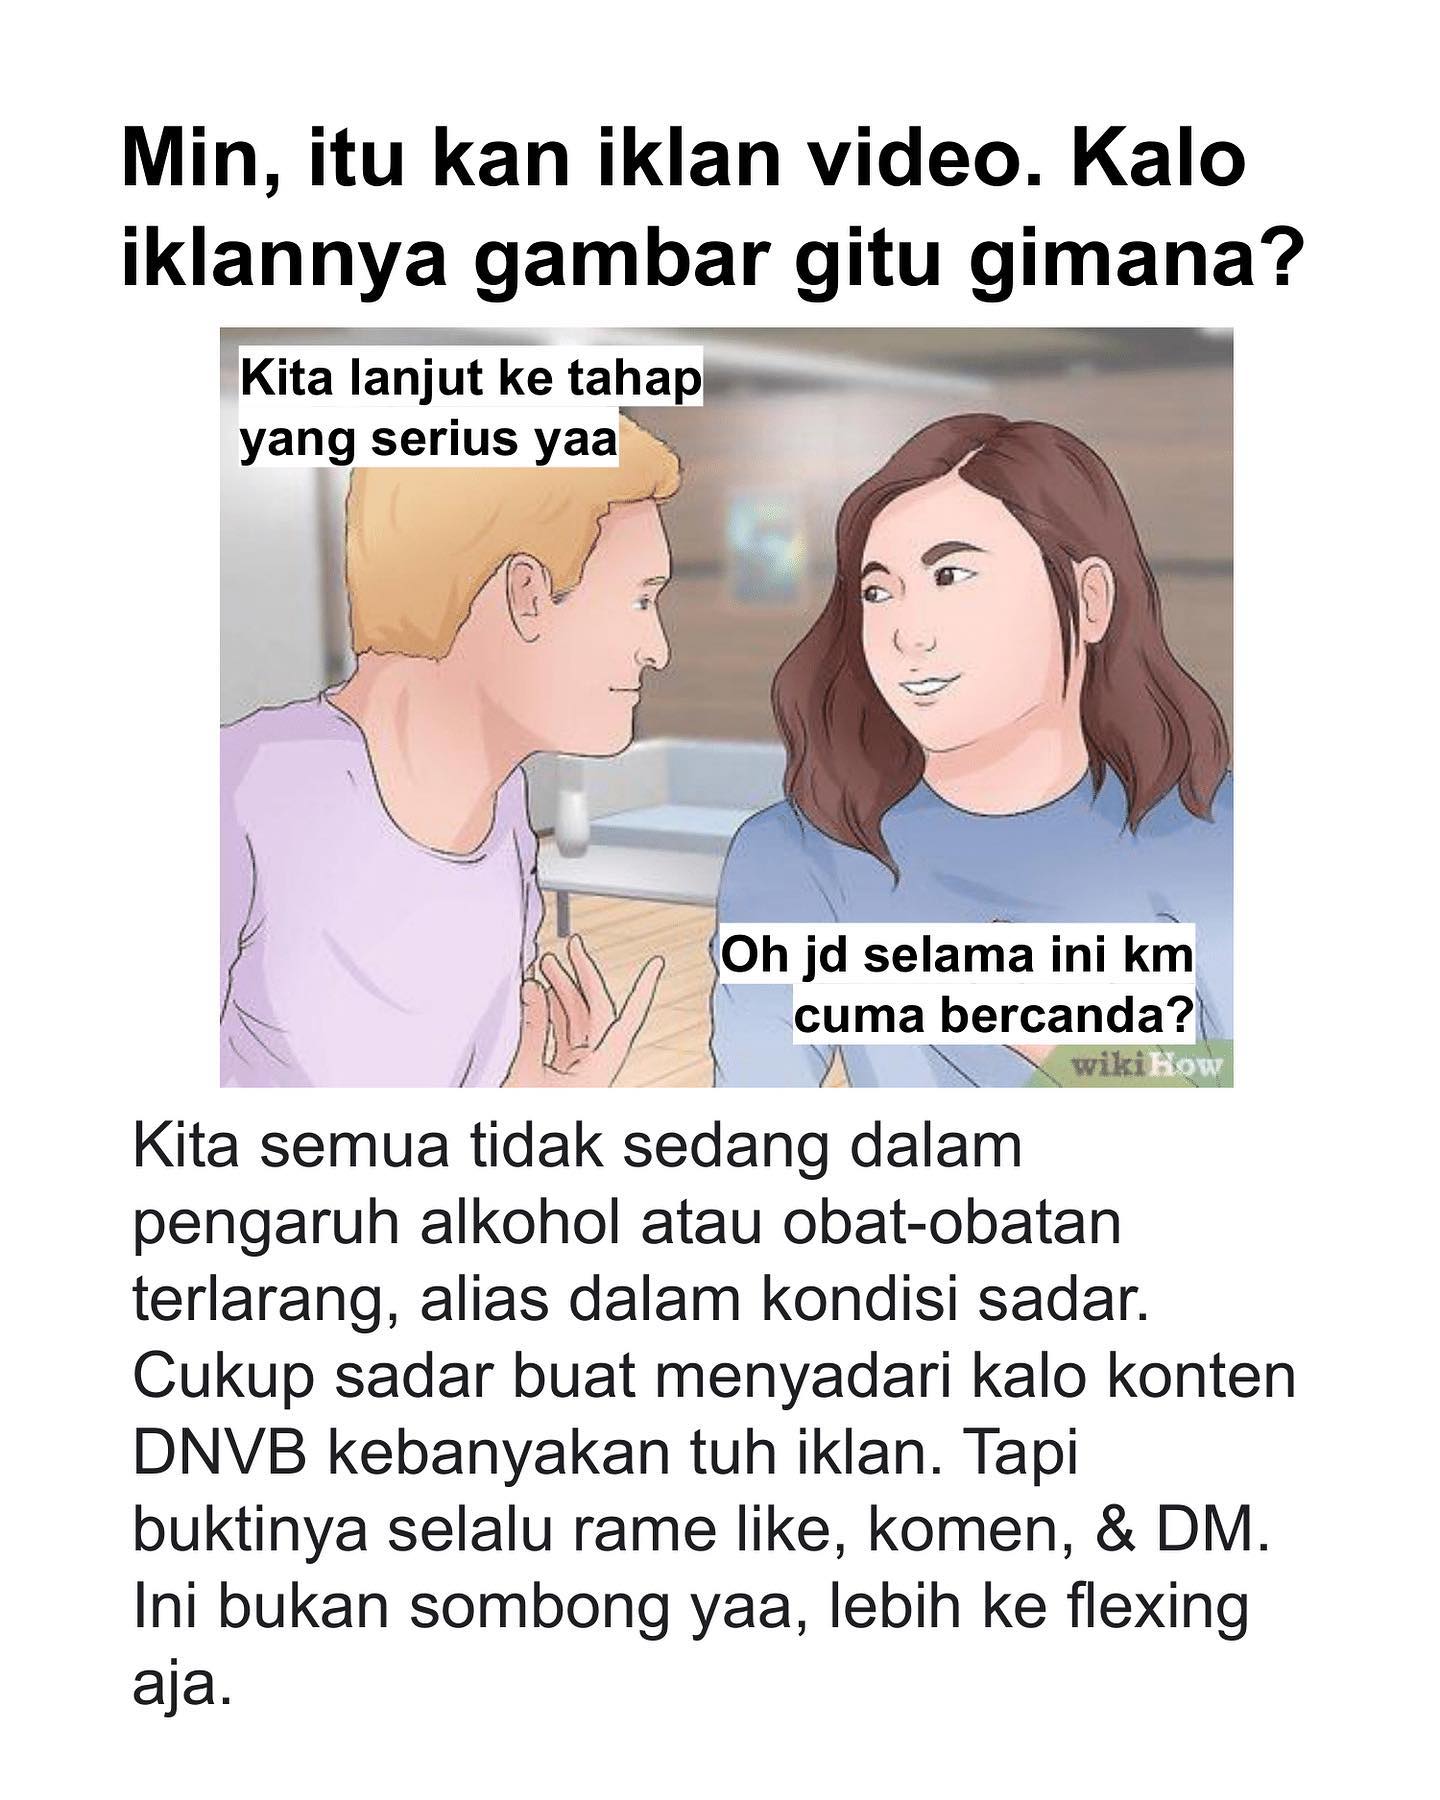 Min, itu kan iklan video. Kalo
iklannya gambar gitu gimana?
Kita lanjut ke tahap
yang serius yaa
Oh jd selama ini km
cuma bercanda?
wikiHow
Kita semua tidak sedang dalam
pengaruh alkohol atau obat-obatan
terlarang, alias dalam kondisi sadar.
Cukup sadar buat menyadari kalo konten
DNVB kebanyakan tuh iklan. Tapi
buktinya selalu rame like, komen, & DM.
Ini bukan sombong yaa, lebih ke flexing
aja.